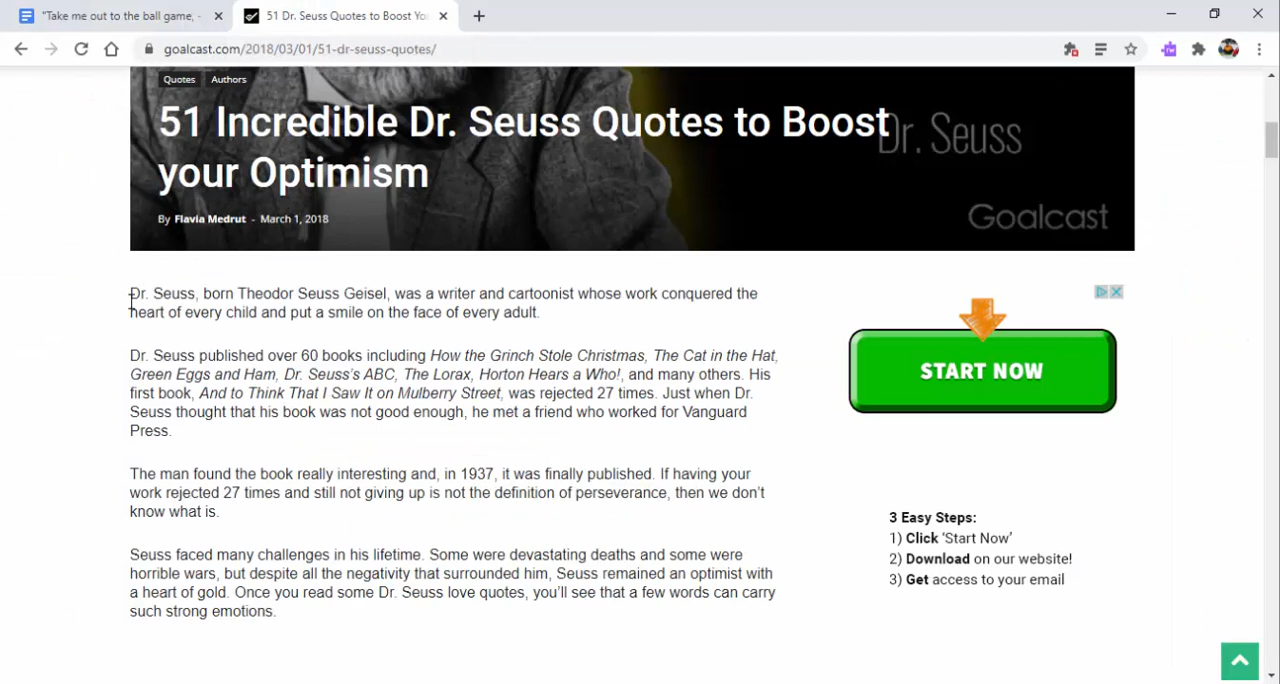 "Take me out to the ball game, -
51 Dr. Seuss Quotes to Boost Yo
goalcast.com/2018/03/01/51-dr-seuss-quotes/
Quotes Authors
51 Incredible Dr. Seuss Quotes to Boost
your Optimism
Dr. Seuss
By Flavia Medrut - March 1, 2018
Goalcast
Dr. Seuss, born Theodor Seuss Geisel, was a writer and cartoonist whose work conquered the
heart of every child and put a smile on the face of every adult.
Dr. Seuss published over 60 books including How the Grinch Stole Christmas, The Cat in the Hat,
Green Eggs and Ham, Dr. Seuss's ABC, The Lorax, Horton Hears a Who!, and many others. His
first book, And to Think That I Saw It on Mulberry Street, was rejected 27 times. Just when Dr.
Seuss thought that his book was not good enough, he met a friend who worked for Vanguard
Press.
The man found the book really interesting and, in 1937, it was finally published. If having your
work rejected 27 times and still not giving up is not the definition of perseverance, then we don't
know what is.
Seuss faced many challenges in his lifetime. Some were devastating deaths and some were
horrible wars, but despite all the negativity that surrounded him, Seuss remained an optimist with
a heart of gold. Once you read some Dr. Seuss love quotes, you'll see that a few words can carry
such strong emotions.
START NOW
3 Easy Steps:
1) Click 'Start Now'
2) Download on our website!
3) Get access to your email